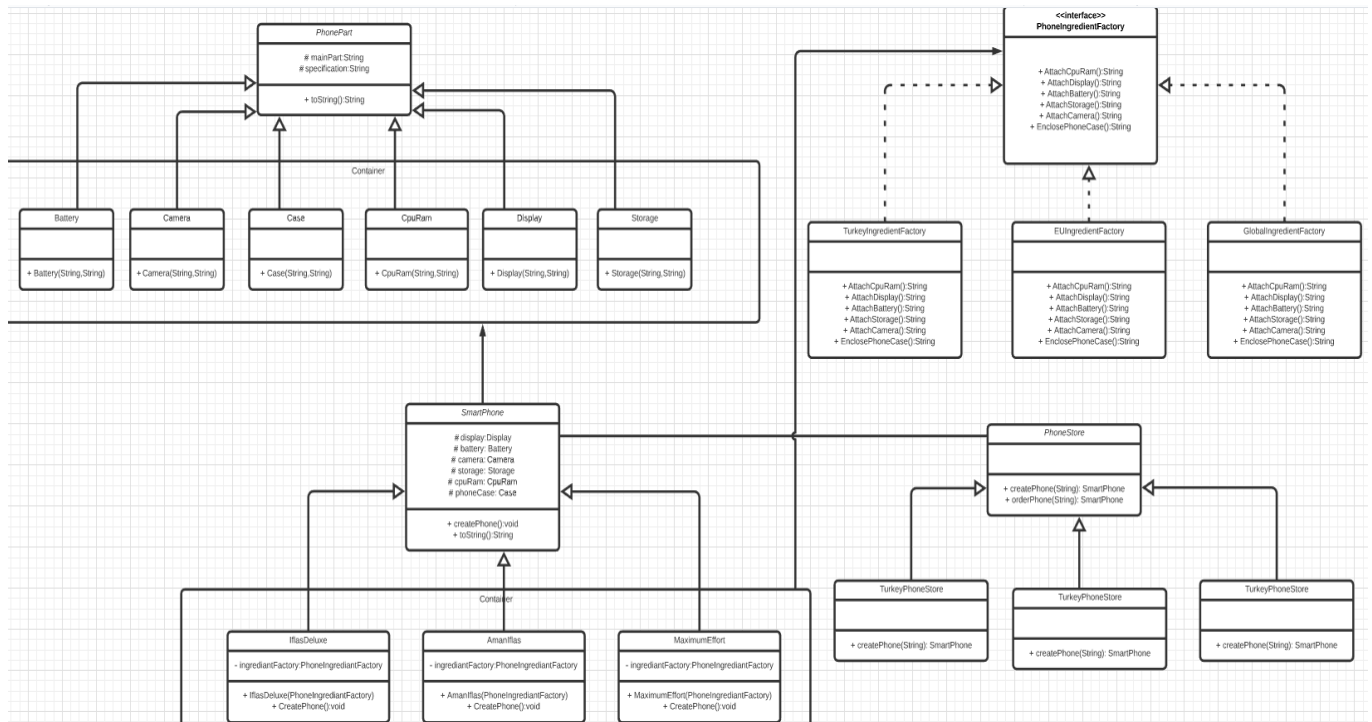 PhonePart
# mainPart:String
# specification:String
+ toString():String
<<interface>>
PhoneIngredientFactory
+ AttachCpuRam():String
+ AttachDisplay():String
+ AttachBattery():String
+ AttachStorage():String
+ AttachCamera():String
+ EnclosePhoneCase():String
Container
Battery
+ Battery(String,String)
Camera
+ Camera(String,String)
Case
+ Case(String,String)
CpuRam
+ CpuRam(String,String)
Display
+ Display(String,String)
Storage
+ Storage(String,String)
TurkeyIngredientFactory
+ AttachCpuRam():String
+ AttachDisplay():String
+ AttachBattery():String
+ AttachStorage():String
+ AttachCamera():String
+ EnclosePhoneCase():String
EUIngredientFactory
+ AttachCpuRam():String
+ AttachDisplay():String
+ AttachBattery():String
+ AttachStorage():String
+ AttachCamera():String
+ EnclosePhoneCase():String
GlobalIngredientFactory
+ AttachCpuRam():String
+ AttachDisplay():String
+ AttachBattery():String
+ AttachStorage():String
+ AttachCamera():String
+ EnclosePhoneCase():String
SmartPhone
# display:Display
# battery: Battery
# camera: Camera
# storage: Storage
# cpuRam: CpuRam
# phoneCase: Case
+ createPhone():void
+ toString():String
PhoneStore
+ createPhone(String): SmartPhone
+ orderPhone(String): SmartPhone
TurkeyPhoneStore
+ createPhone(String): SmartPhone
TurkeyPhoneStore
+ createPhone(String): SmartPhone
TurkeyPhoneStore
+ createPhone(String): SmartPhone
Container
IflasDeluxe
- ingrediantFactory:PhoneIngrediantFactory
+ IflasDeluxe(PhoneIngrediantFactory)
+ CreatePhone():void
AmanIflas
- ingrediantFactory:PhoneIngrediantFactory
+ AmanIflas(PhoneIngrediantFactory)
+ CreatePhone():void
MaximumEffort
- ingrediantFactory:PhoneIngrediantFactory
+ MaximumEffort(PhoneIngrediantFactory)
+ CreatePhone():void